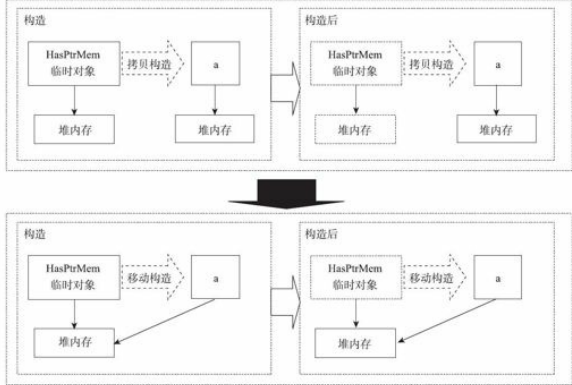 构造
HasPtrMem
临时对象
拷贝构造
a
堆内存
堆内存
构造后
HasPtrMem
临时对象
拷贝构造
a
堆内存
堆内存
构造
HasPtrMem
临时对象
移动构造
a
堆内存
构造后
HasPtrMem
临时对象
移动构造
a
堆内存